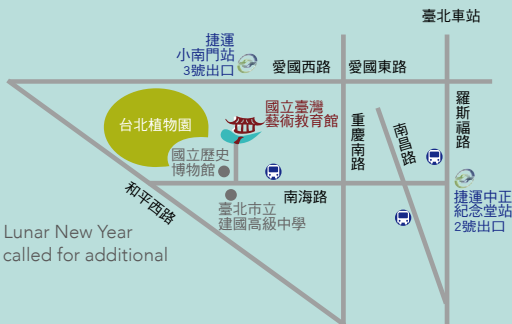 臺北車站
捷運
小南門站
3號出口
愛國西路
愛國東路
國立臺灣
藝術教育館
台北植物園
重慶南路
南昌路
羅斯福路
國立歷史
博物館
和平西路
南海路
臺北市立
建國高級中學
捷運中正
紀念堂站
2號出口
Lunar New Year
called for additional